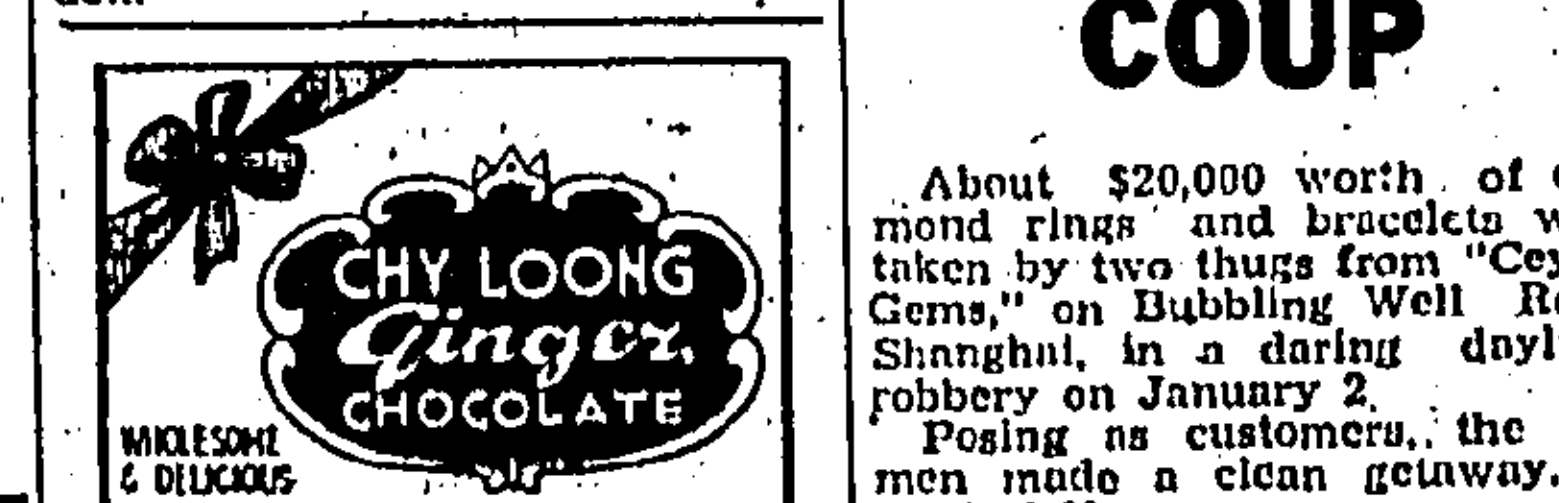 CHY LOONG
Ginger
CHOCOLATE
WHOLESOME
& DELICIOUS
COUP
About $20,000 worth of
mond rings and bracelets
taken by two thugs from "Cey
Gems," on Bubbling Well R
Shanghai, in a daring dayl
robbery on January 2.
Posing as customers, the
men made a clean getaway.